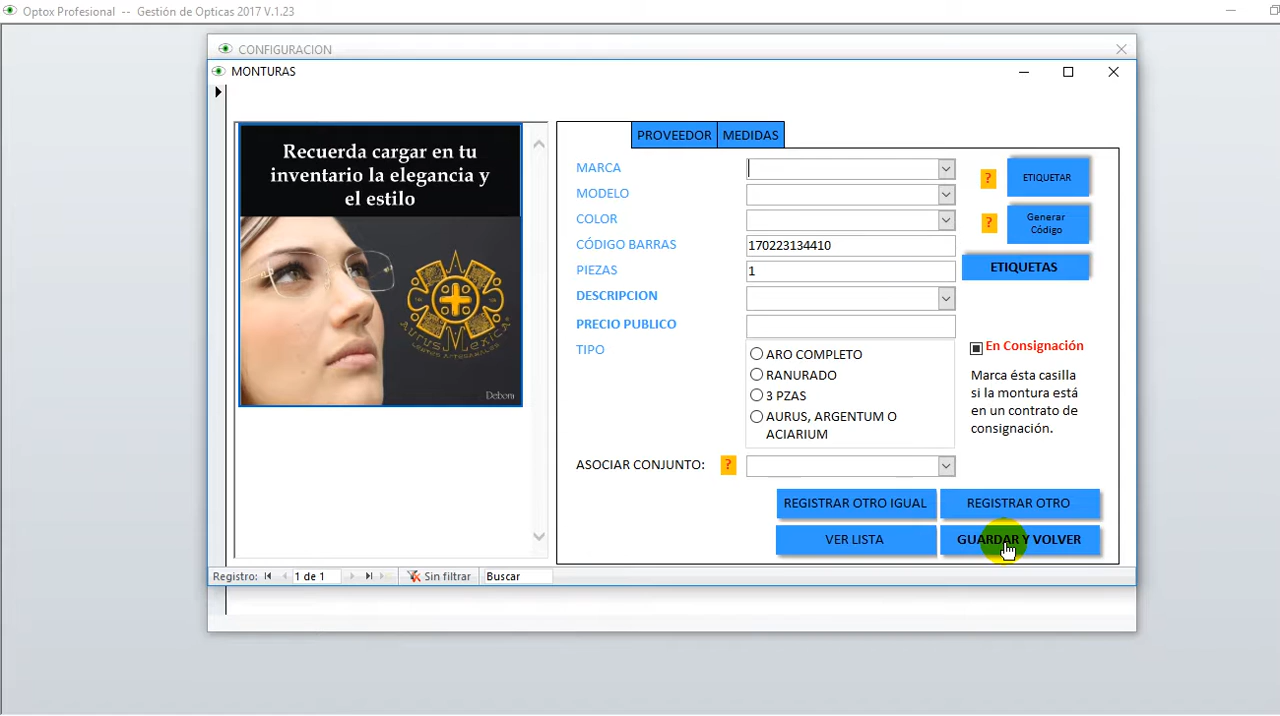 Optox Profesional -- Gestión de Opticas 2017 V.1.23
CONFIGURACION
MONTURAS
Recuerda cargar en tu
inventario la elegancia y
el estilo
AURUS MEXICA
LENTES ARTESANALES
Debora
PROVEEDOR
MEDIDAS
MARCA
?
ETIQUETAR
MODELO
COLOR
?
Generar
Código
CÓDIGO BARRAS
170223134410
PIEZAS
1
ETIQUETAS
DESCRIPCION
PRECIO PUBLICO
TIPO
ARO COMPLETO
RANURADO
3 PZAS
AURUS, ARGENTUM O
ACIARIUM
En Consignación
Marca ésta casilla
si la montura está
en un contrato de
consignación.
ASOCIAR CONJUNTO:
?
REGISTRAR OTRO IGUAL
REGISTRAR OTRO
VER LISTA
GUARDAR Y VOLVER
Registro:
1 de 1
Sin filtrar
Buscar